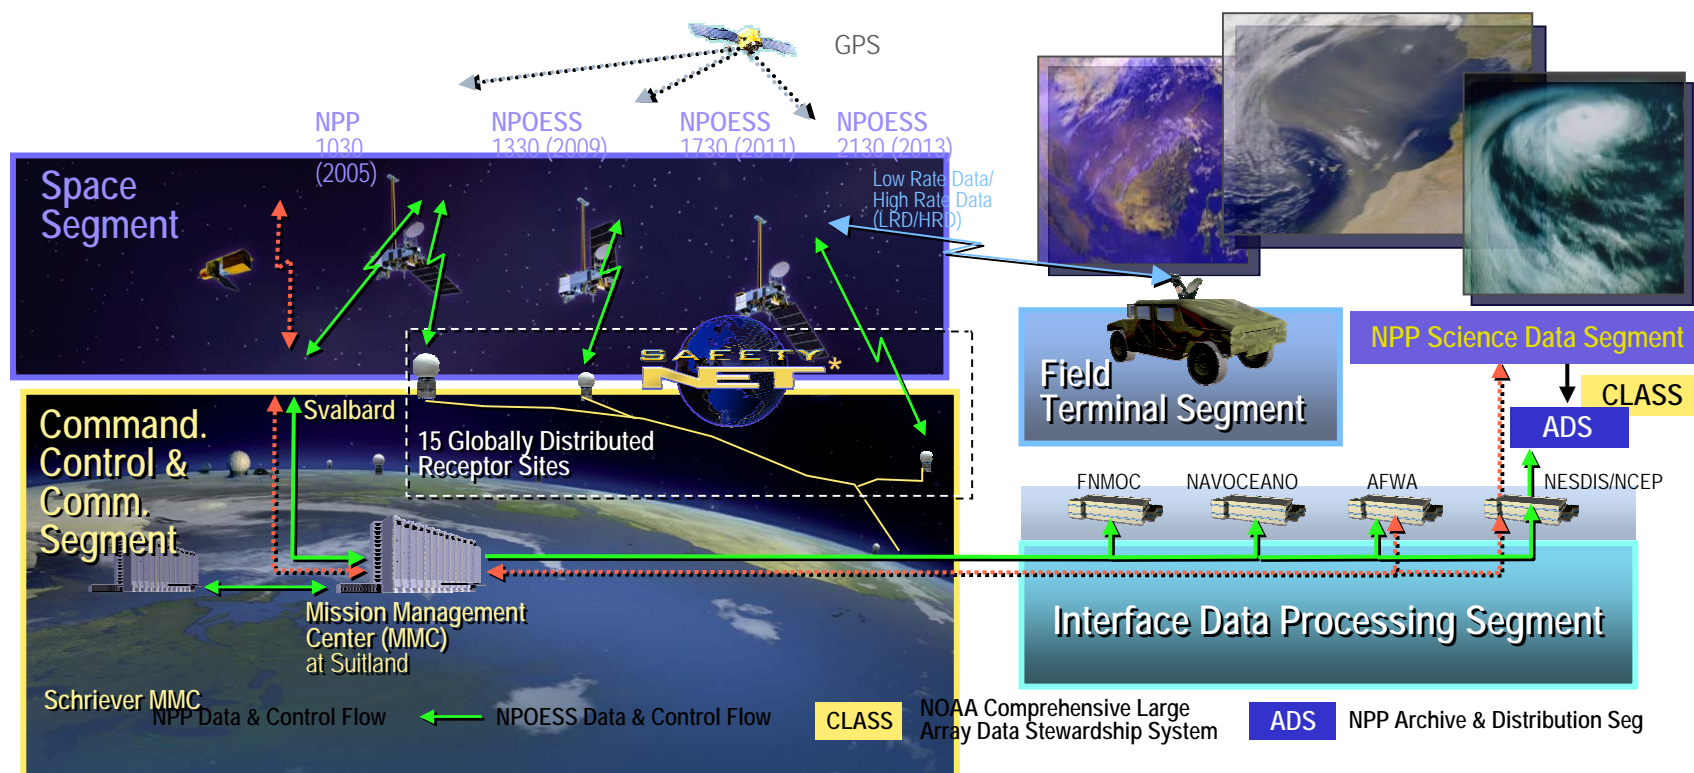 GPS
NPP
1030
(2005)
NPOESS
1330 (2009)
NPOESS
1730 (2011)
NPOESS
2130 (2013)
Space
Segment
Low Rate Data/
High Rate Data
(LRD/HRD)
SAFETY
NET*
Svalbard
15 Globally Distributed
Receptor Sites
Command.
Control &
Comm.
Segment
Mission Management
Center (MMC)
at Suitland
Schriever MMC
Field
Terminal Segment
NPP Science Data Segment
CLASS
ADS
FNMOC
NAVOCEANO
AFWA
NESDIS/NCEP
Interface Data Processing Segment
NPP Data & Control Flow
NPOESS Data & Control Flow
CLASS
NOAA Comprehensive Large
Array Data Stewardship System
ADS
NPP Archive & Distribution Seg